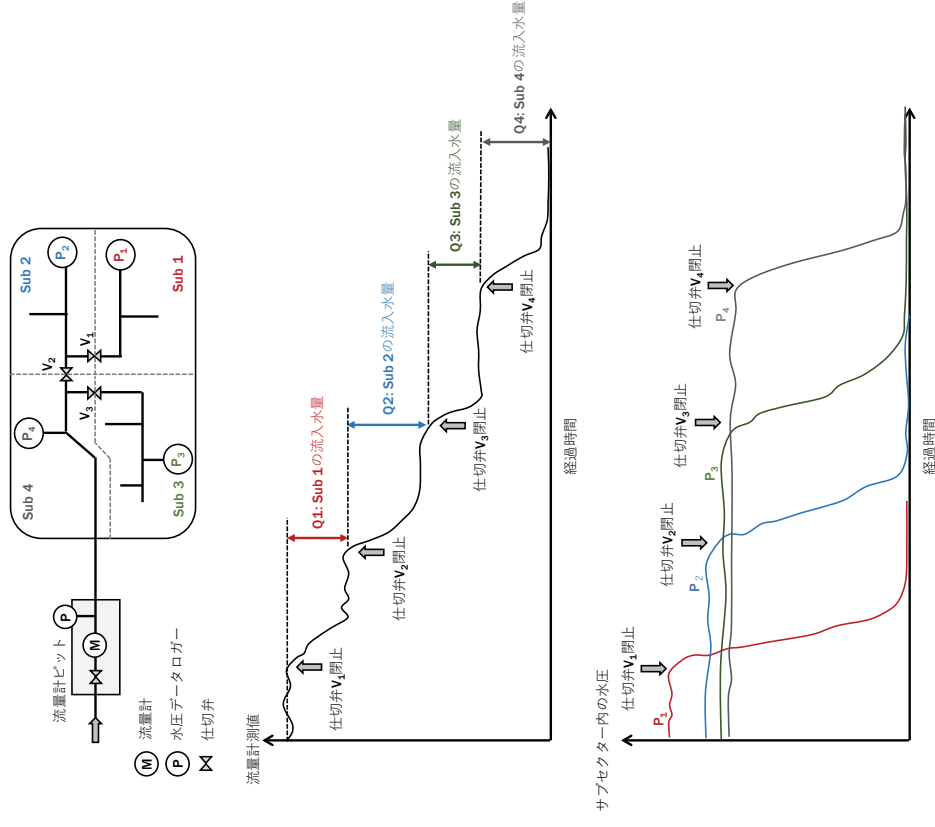 流量計ピット
P
M
Sub 4
P4
Sub 3
P3
V3
V2
V1
Sub 2
P2
Sub 1
P1
M 流量計
P 水圧データロガー
仕切弁
流量計測値
仕切弁V1閉止
Q1: Sub 1の流入水量
仕切弁V2閉止
Q2: Sub 2の流入水量
仕切弁V3閉止
Q3: Sub 3の流入水量
仕切弁V4閉止
Q4: Sub 4の流入水量
経過時間
サブセクター内の水圧
P1
仕切弁V1閉止
P2
仕切弁V2閉止
P3
仕切弁V3閉止
P4
仕切弁V4閉止
経過時間